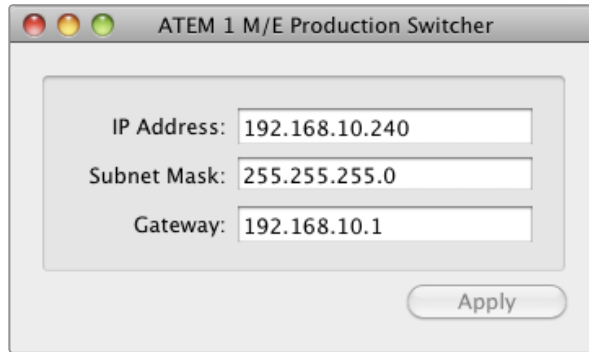 ATEM 1 M/E Production Switcher
IP Address: 192.168.10.240
Subnet Mask: 255.255.255.0
Gateway: 192.168.10.1
Apply